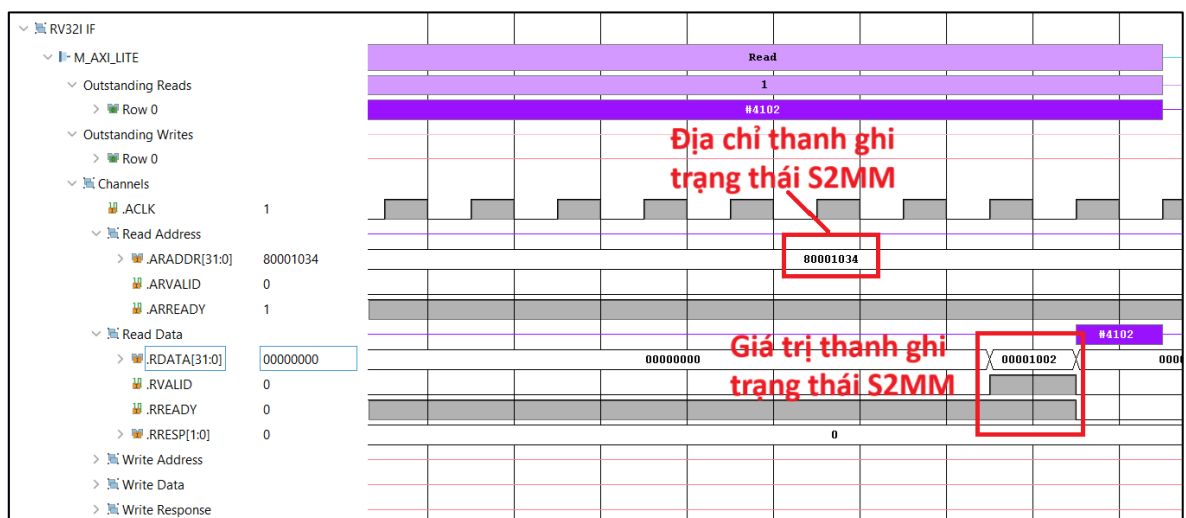 RV32I IF
M_AXI_LITE
Read
Outstanding Reads
1
Row 0
#4102
Outstanding Writes
Row 0
Địa chỉ thanh ghi
trạng thái S2MM
Channels
.ACLK 1
Read Address
.ARADDR[31:0] 80001034 80001034
.ARVALID 0
.ARREADY 1
Read Data
#4102
Giá trị thanh ghi
trạng thái S2MM
.RDATA[31:0] 00000000 00000000 00001002 0000
.RVALID 0
.RREADY 0
.RRESP[1:0] 0 0
Write Address
Write Data
Write Response